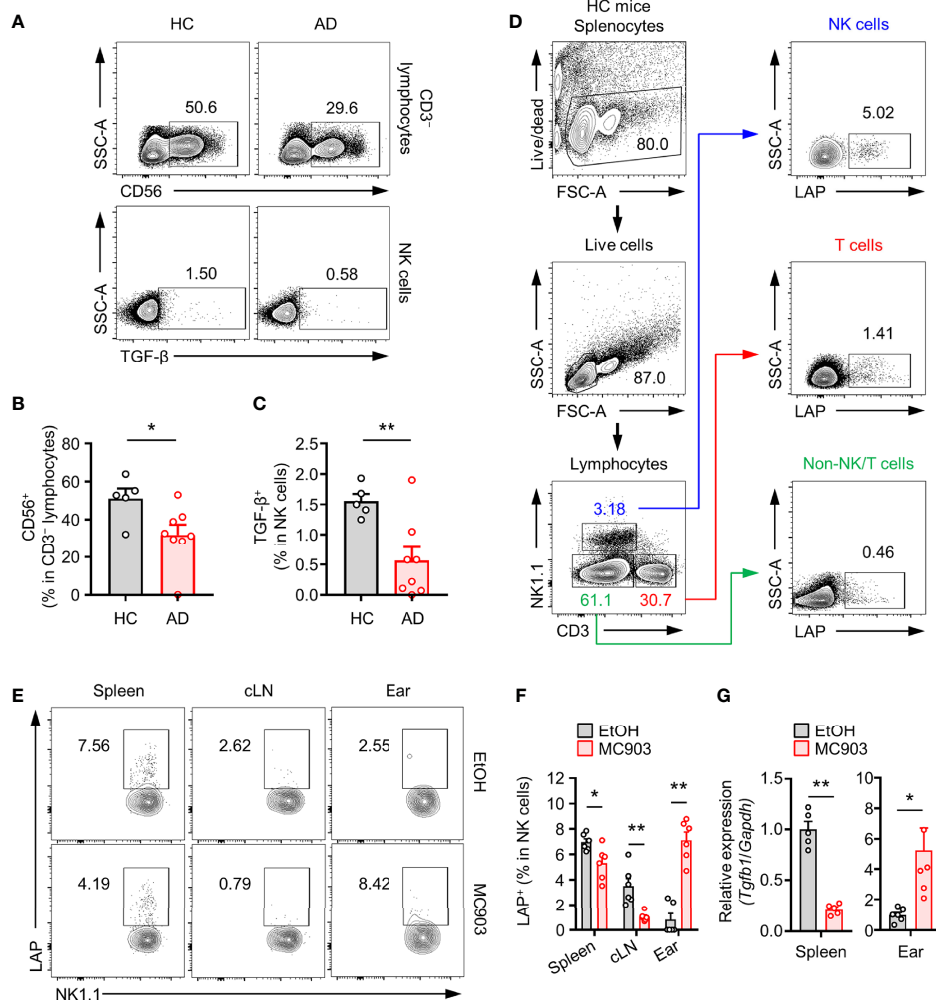 A
HC
AD
50.6
29.6
SSC-A
CD3⁻
lymphocytes
CD56
1.50
0.58
SSC-A
NK cells
TGF-β
B
*
80
60
40
20
0
CD56⁺
(% in CD3⁻ lymphocytes)
HC
AD
C
**
2.5
2.0
1.5
1.0
0.5
0.0
TGF-β⁺
(% in NK cells)
HC
AD
D
HC mice
Splenocytes
Live/dead
80.0
FSC-A
Live cells
SSC-A
87.0
FSC-A
Lymphocytes
3.18
NK1.1
61.1
30.7
CD3
NK cells
5.02
SSC-A
LAP
T cells
1.41
SSC-A
LAP
Non-NK/T cells
0.46
SSC-A
LAP
E
Spleen
cLN
Ear
7.56
2.62
2.55
EtOH
4.19
0.79
8.42
MC903
LAP
NK1.1
F
EtOH
MC903
12
10
8
6
4
2
0
LAP⁺ (% in NK cells)
*
**
**
Spleen
cLN
Ear
G
EtOH
MC903
Relative expression
(Tgfb1/Gapdh)
1.5
1.0
0.5
0.0
**
Spleen
10
8
6
4
2
0
*
Ear